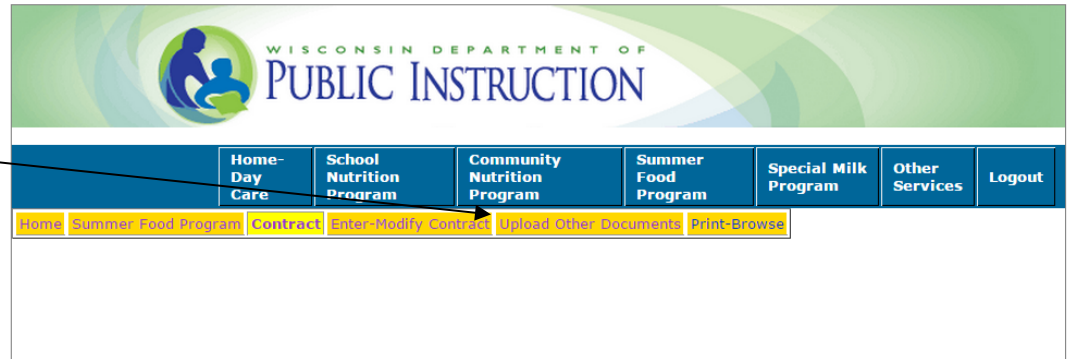 WISCONSIN DEPARTMENT OF
PUBLIC INSTRUCTION
Home-Day Care School Nutrition Program Community Nutrition Program Summer Food Program Special Milk Program Other Services Logout
Home Summer Food Program Contract Enter-Modify Contract Upload Other Documents Print-Browse